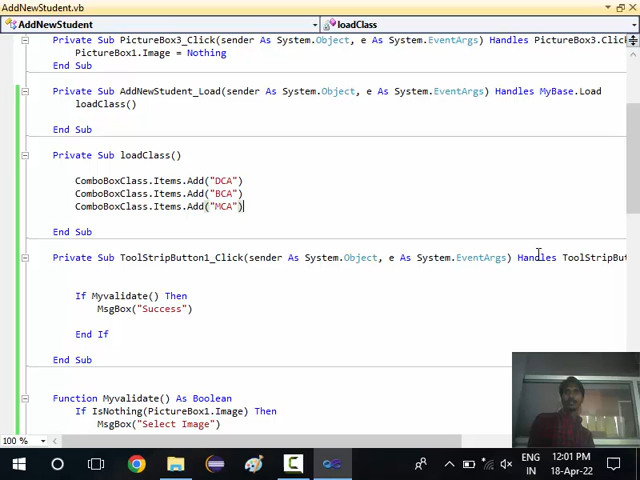 AddNewStudent.vb
AddNewStudent
loadClass
Private Sub PictureBox3_Click(sender As System.Object, e As System.EventArgs) Handles PictureBox3.Click
PictureBox1.Image = Nothing
End Sub
Private Sub AddNewStudent_Load(sender As System.Object, e As System.EventArgs) Handles MyBase.Load
loadClass()
End Sub
Private Sub loadClass()
ComboBoxClass.Items.Add("DCA")
ComboBoxClass.Items.Add("BCA")
ComboBoxClass.Items.Add("MCA")
End Sub
Private Sub ToolStripButton1_Click(sender As System.Object, e As System.EventArgs) Handles ToolStripBut
If Myvalidate() Then
MsgBox("Success")
End If
End Sub
Function Myvalidate() As Boolean
If IsNothing(PictureBox1.Image) Then
MsgBox("Select Image")
100 %
ENG 12:01 PM
IN 18-Apr-22